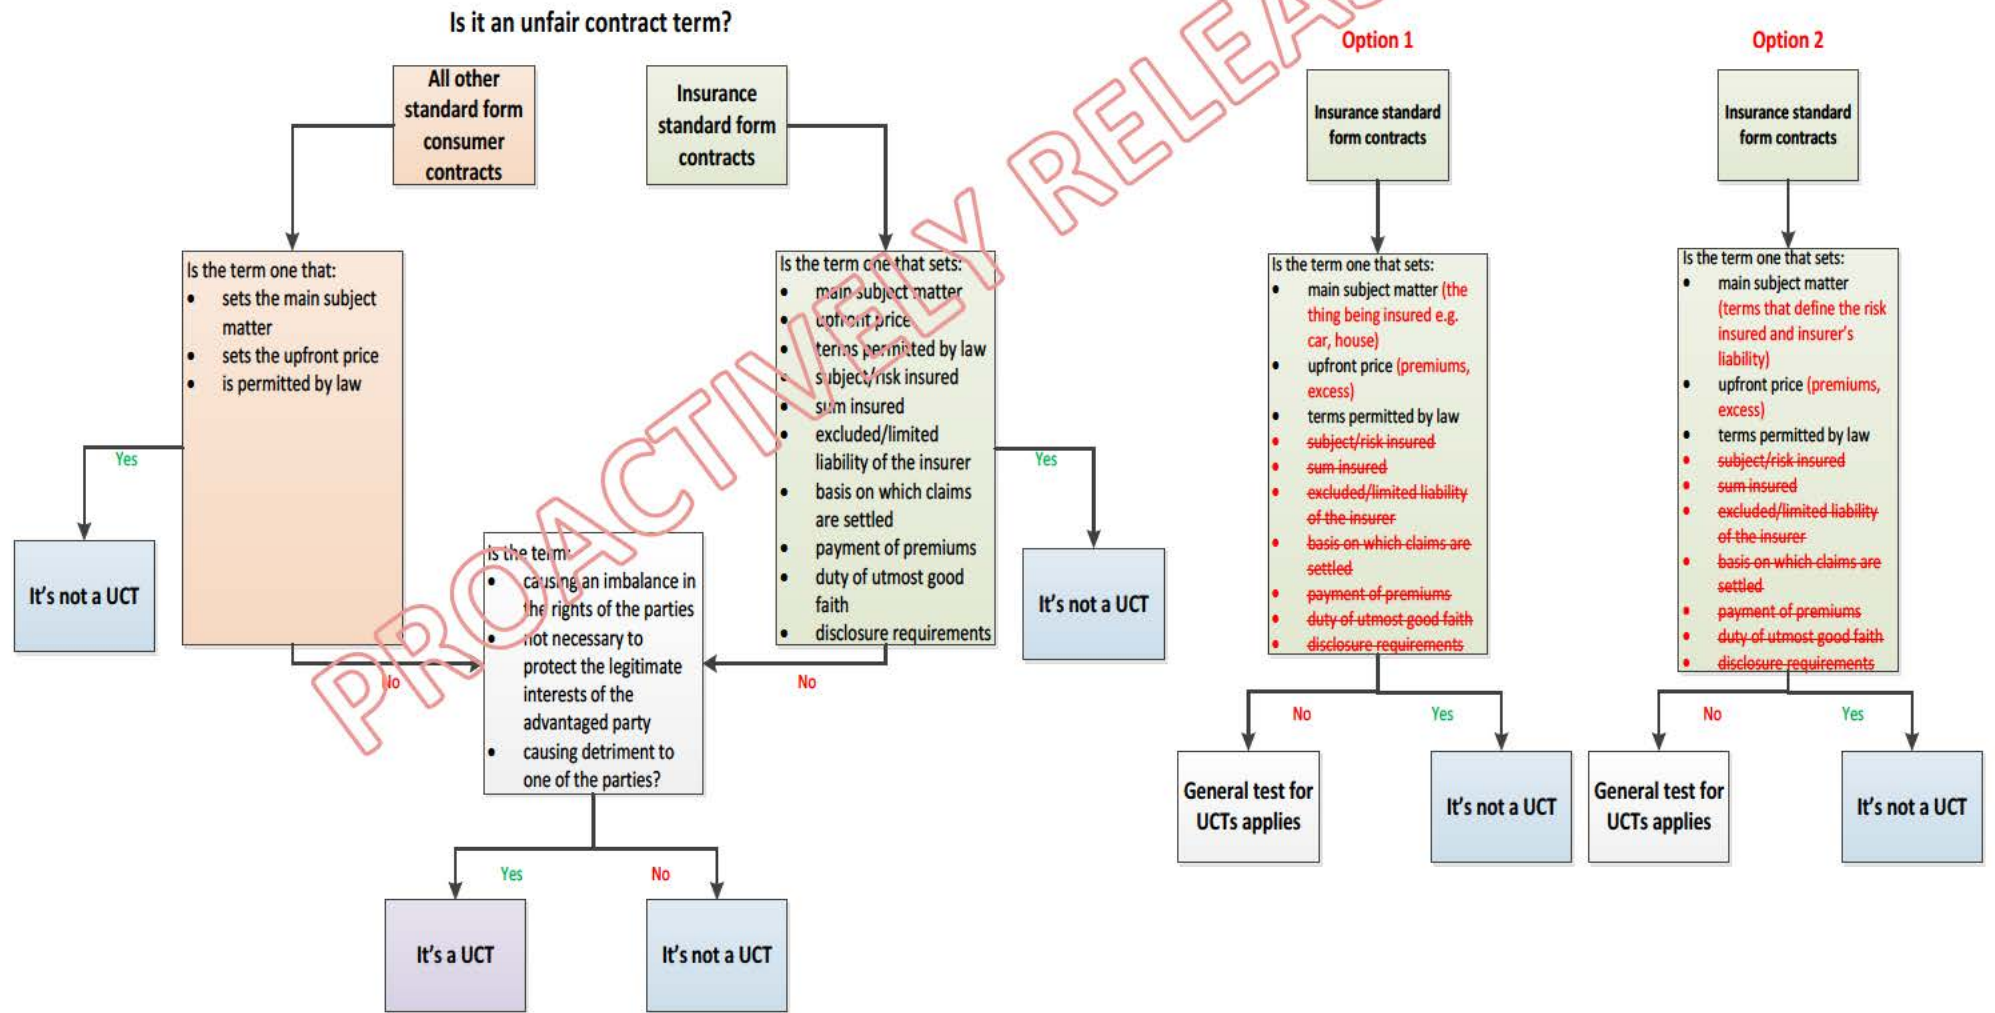 Is it an unfair contract term?
All other
standard form
consumer
contracts
Insurance
standard form
contracts
Is the term one that:
• sets the main subject
matter
• sets the upfront price
• is permitted by law
Yes
It's not a UCT
No
Is the term one that sets:
• main subject matter
• upfront price
• terms permitted by law
• subject/risk insured
• sum insured
• excluded/limited
liability of the insurer
• basis on which claims
are settled
• payment of premiums
• duty of utmost good
faith
• disclosure requirements
Yes
It's not a UCT
No
Is the term:
• causing an imbalance in
the rights of the parties
• not necessary to
protect the legitimate
interests of the
advantaged party
• causing detriment to
one of the parties?
Yes
No
It's a UCT
It's not a UCT
Option 1
Insurance standard
form contracts
Is the term one that sets:
• main subject matter (the
thing being insured e.g.
car, house)
• upfront price (premiums,
excess)
• terms permitted by law
• subject/risk insured
• sum insured
• excluded/limited liability
of the insurer
• basis on which claims are
settled
• payment of premiums
• duty of utmost good faith
• disclosure requirements
No
Yes
General test for
UCTs applies
It's not a UCT
Option 2
Insurance standard
form contracts
Is the term one that sets:
• main subject matter
(terms that define the risk
insured and insurer's
liability)
• upfront price (premiums,
excess)
• terms permitted by law
• subject/risk insured
• sum insured
• excluded/limited liability
of the insurer
• basis on which claims are
settled
• payment of premiums
• duty of utmost good faith
• disclosure requirements
No
Yes
General test for
UCTs applies
It's not a UCT
PROACTIVELY RELEA